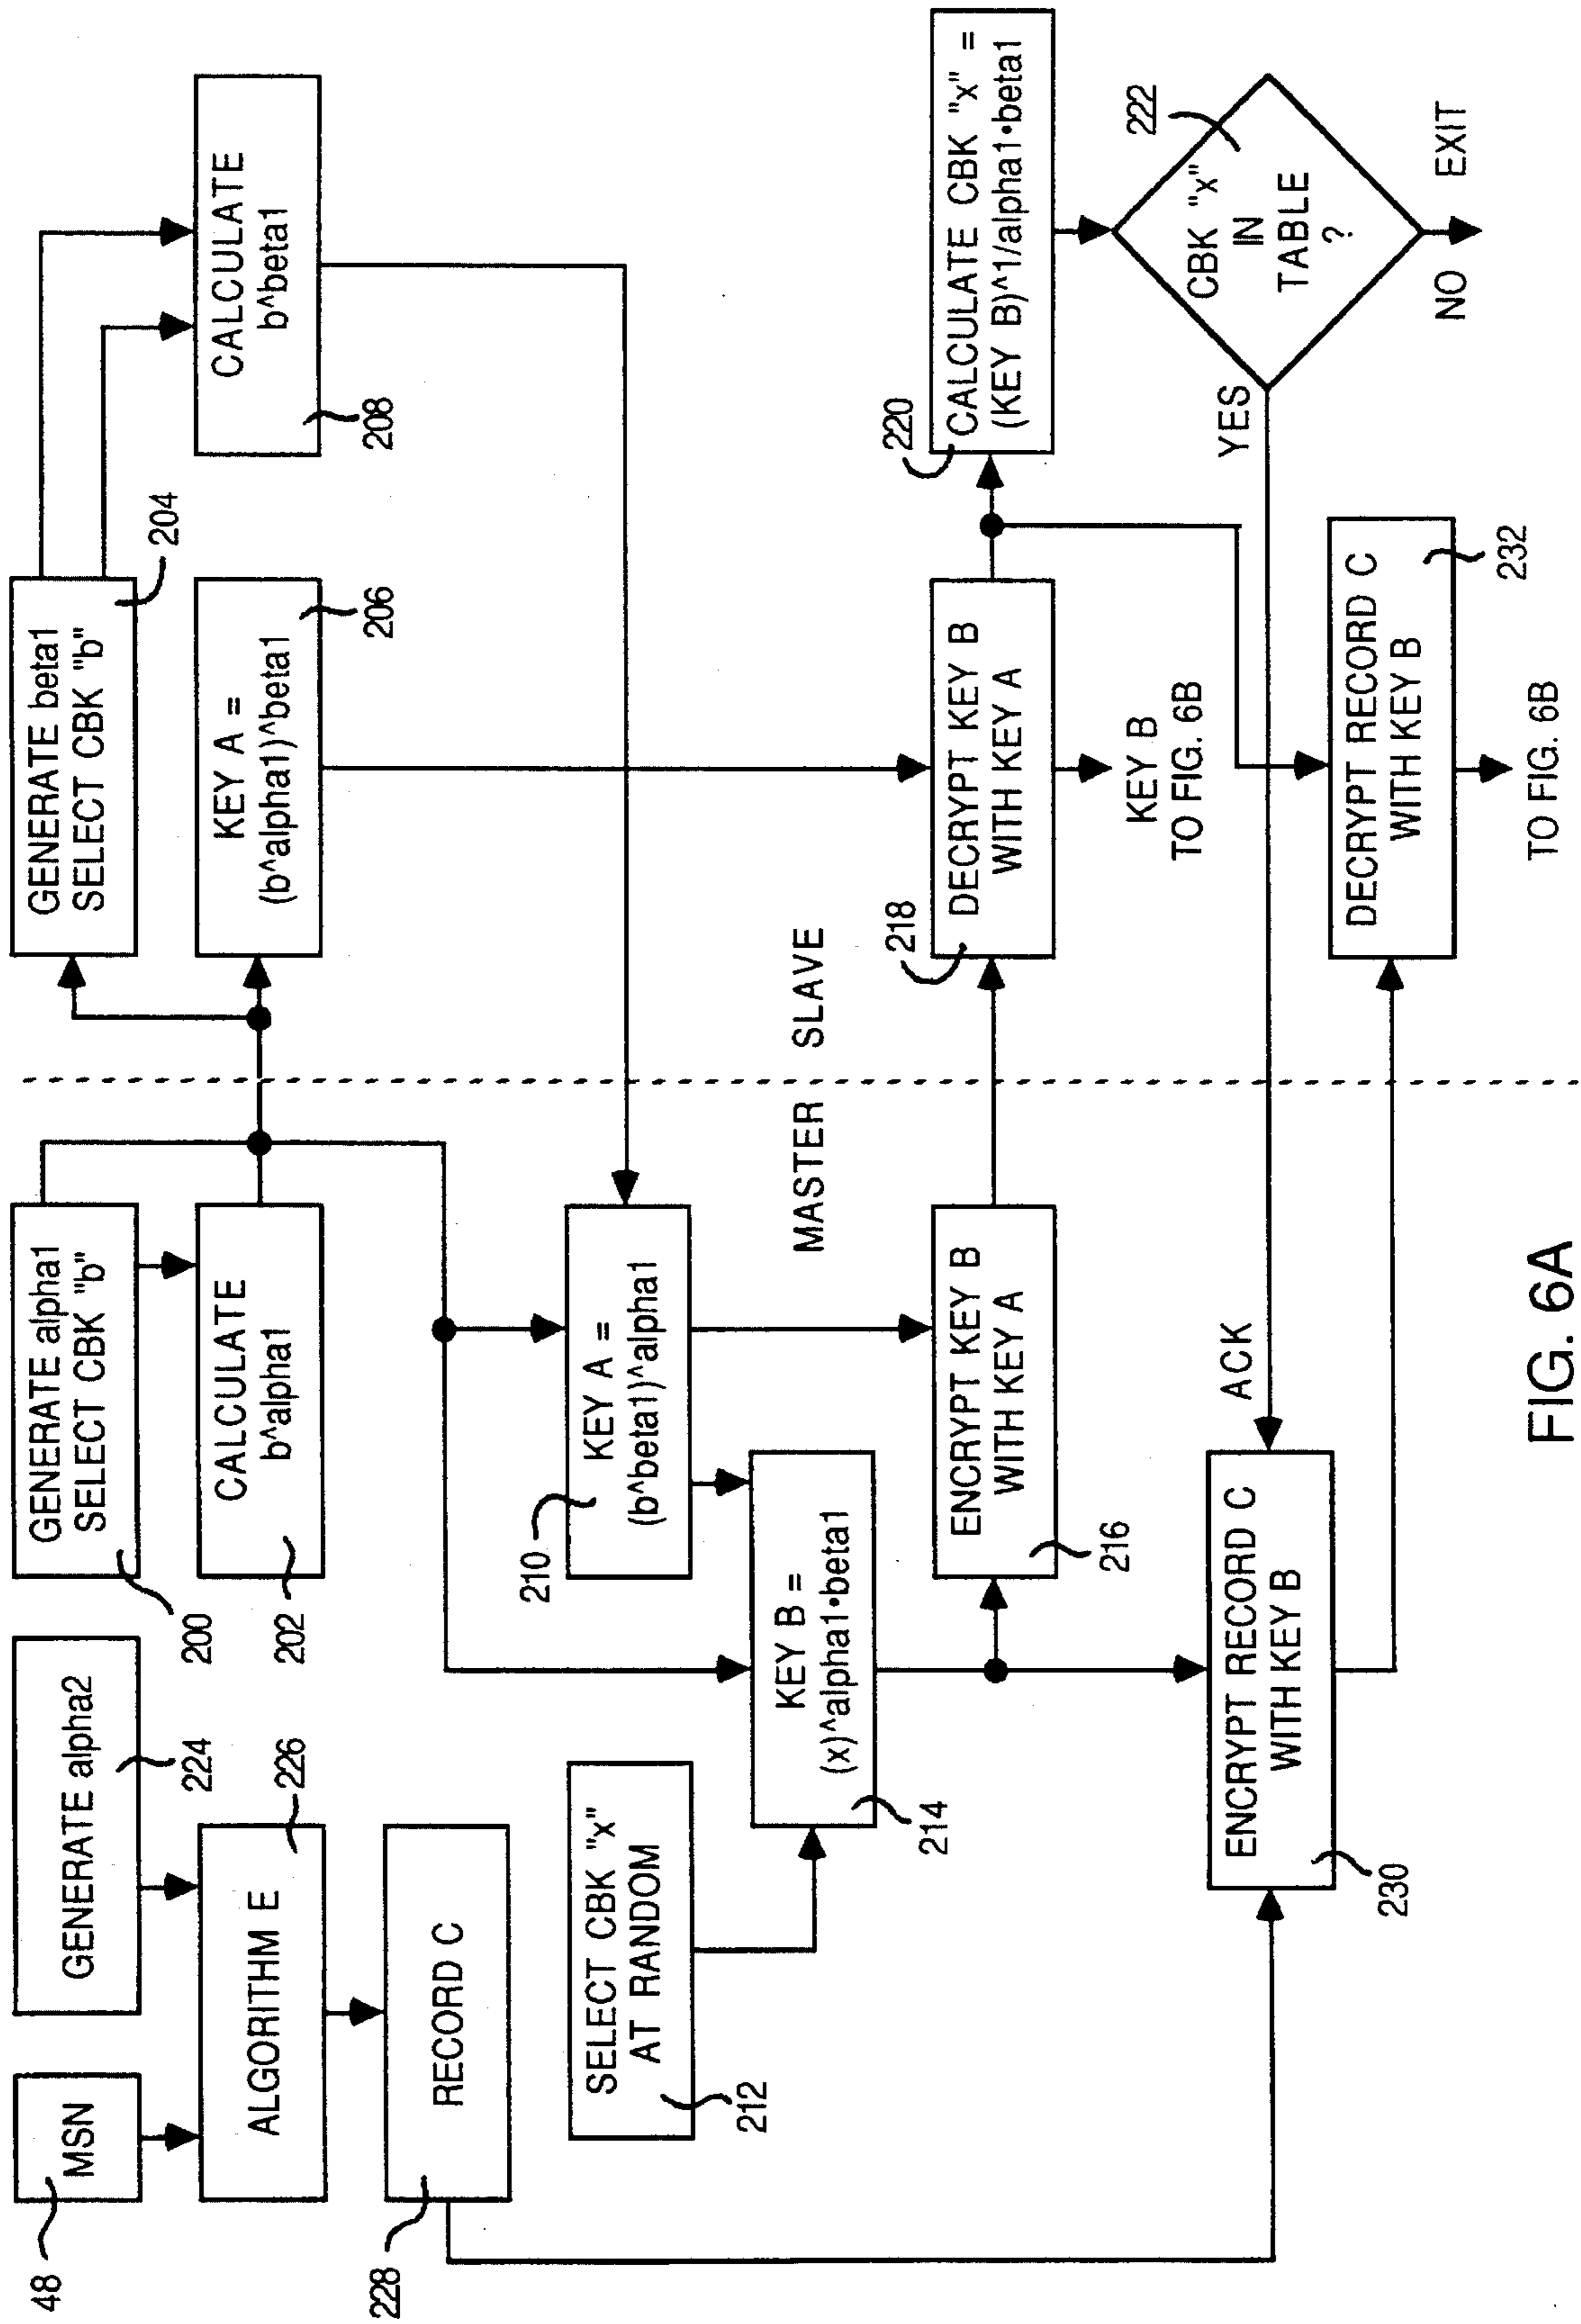 48
MSN
GENERATE alpha2
224
GENERATE alpha1
SELECT CBK "b"
200
GENERATE beta1
SELECT CBK "b"
204
ALGORITHM E
226
CALCULATE
b^alpha1
202
KEY A =
(b^alpha1)^beta1
206
CALCULATE
b^beta1
208
RECORD C
228
SELECT CBK "x"
AT RANDOM
212
210
KEY A =
(b^beta1)^alpha1
KEY B =
(x)^alpha1•beta1
214
MASTER
SLAVE
ENCRYPT KEY B
WITH KEY A
216
218
DECRYPT KEY B
WITH KEY A
220
CALCULATE CBK "x" =
(KEY B)^1/alpha1•beta1
KEY B
TO FIG. 6B
CBK "x"
IN
TABLE
?
222
YES
NO
EXIT
ACK
ENCRYPT RECORD C
WITH KEY B
230
DECRYPT RECORD C
WITH KEY B
232
TO FIG. 6B
FIG. 6A